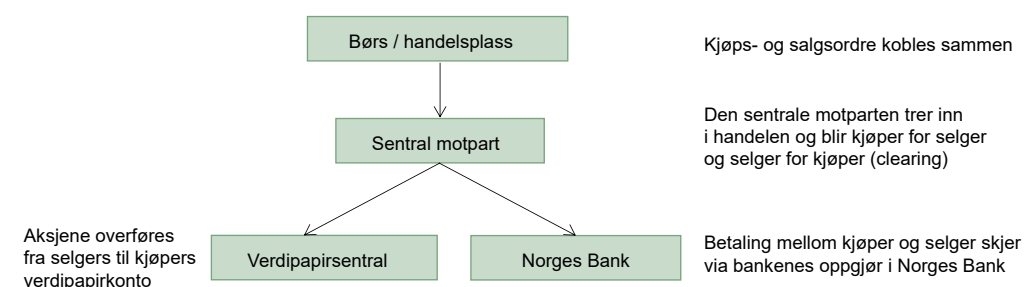 Børs / handelsplass
Kjøps- og salgsordre kobles sammen
Sentral motpart
Den sentrale motparten trer inn
i handelen og blir kjøper for selger
og selger for kjøper (clearing)
Aksjene overføres
fra selgers til kjøpers
verdipapirkonto
Verdipapirsentral
Norges Bank
Betaling mellom kjøper og selger skjer
via bankenes oppgjør i Norges Bank